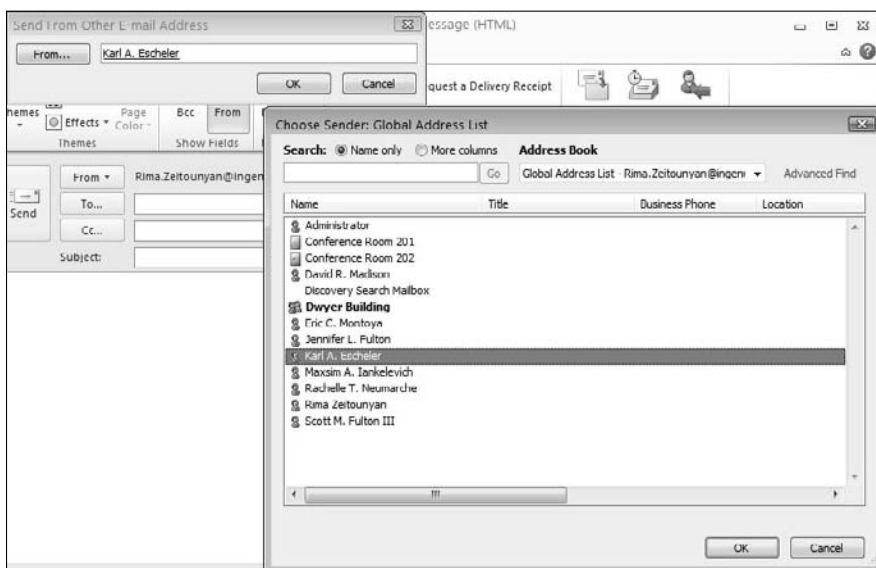 Send From Other E-mail Address
essage (HTML)
From... Karl A. Escheler
OK Cancel
quest a Delivery Receipt
hemes
Effects
Page Color
Bcc From
Themes
Show Fields
From Rima.Zeitounyan@ingen
Send
To...
Cc...
Subject:
Choose Sender: Global Address List
Search: Name only More columns Address Book
Go Global Address List - Rima.Zeitounyan@ingen Advanced Find
Name Title Business Phone Location
Administrator
Conference Room 201
Conference Room 202
David R. Madison
Discovery Search Mailbox
Dwyer Building
Eric C. Montoya
Jennifer L. Fulton
Karl A. Escheler
Maxsim A. Iankelevich
Rachelle T. Neumarche
Rima Zeitounyan
Scott M. Fulton III
OK Cancel